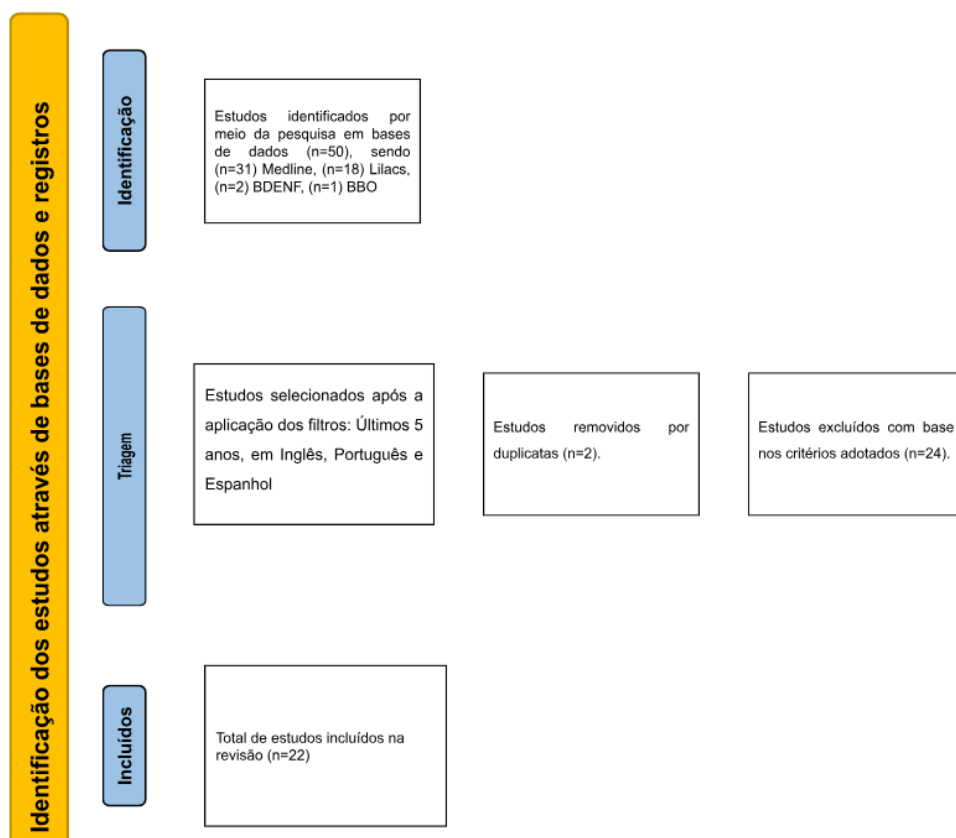 Identificação dos estudos através de bases de dados e registros
Identificação
Estudos identificados por
meio da pesquisa em bases
de dados (n=50), sendo
(n=31) Medline, (n=18) Lilacs,
(n=2) BDENF, (n=1) BBO
Triagem
Estudos selecionados após a
aplicação dos filtros: Últimos 5
anos, em Inglês, Português e
Espanhol
Estudos removidos por
duplicatas (n=2).
Estudos excluídos com base
nos critérios adotados (n=24).
Incluídos
Total de estudos incluídos na
revisão (n=22)